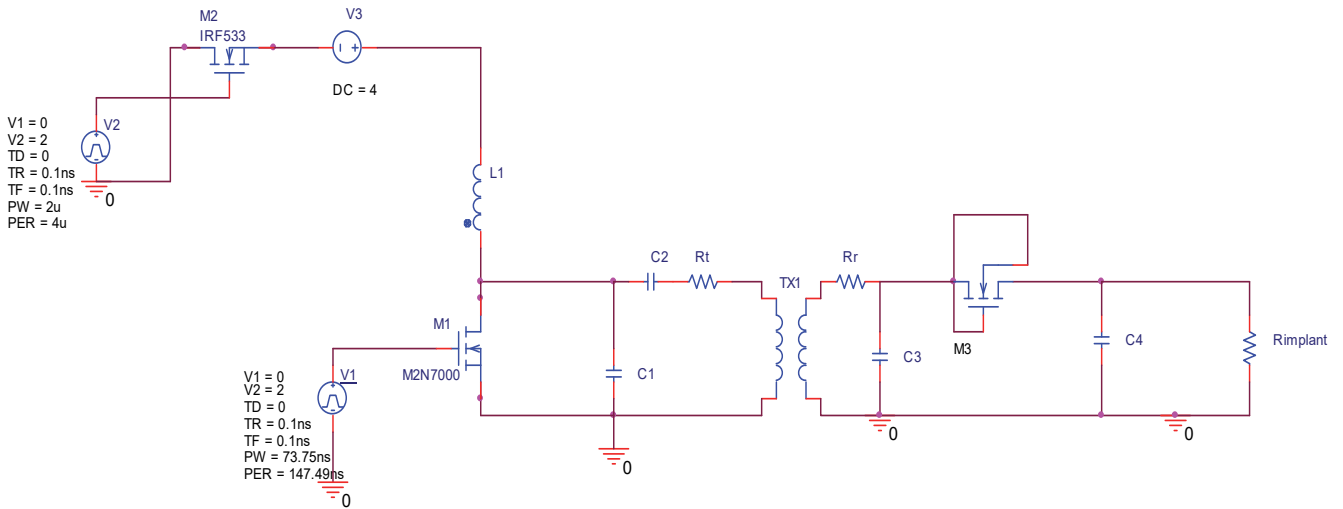 M2
IRF533
V3
DC = 4
V2
V1 = 0
V2 = 2
TD = 0
TR = 0.1ns
TF = 0.1ns
PW = 2u
PER = 4u
0
L1
C2
Rt
TX1
Rr
M1
M2N7000
C1
C3
M3
C4
Rimplant
V1
V1 = 0
V2 = 2
TD = 0
TR = 0.1ns
TF = 0.1ns
PW = 73.75ns
PER = 147.49ns
0
0
0
0